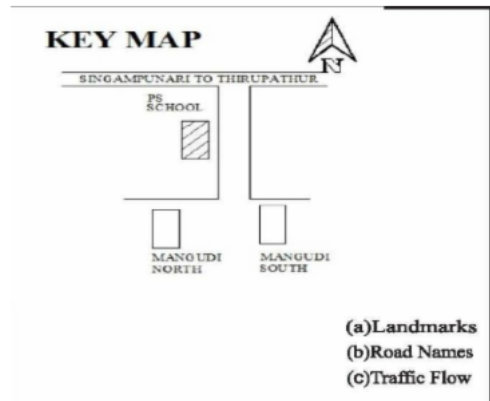 KEY MAP
N
SINGAMPUNARI TO THIRUPATHUR
PS
SCHOOL
MANGUDI
NORTH
MANGUDI
SOUTH
(a)Landmarks
(b)Road Names
(c)Traffic Flow